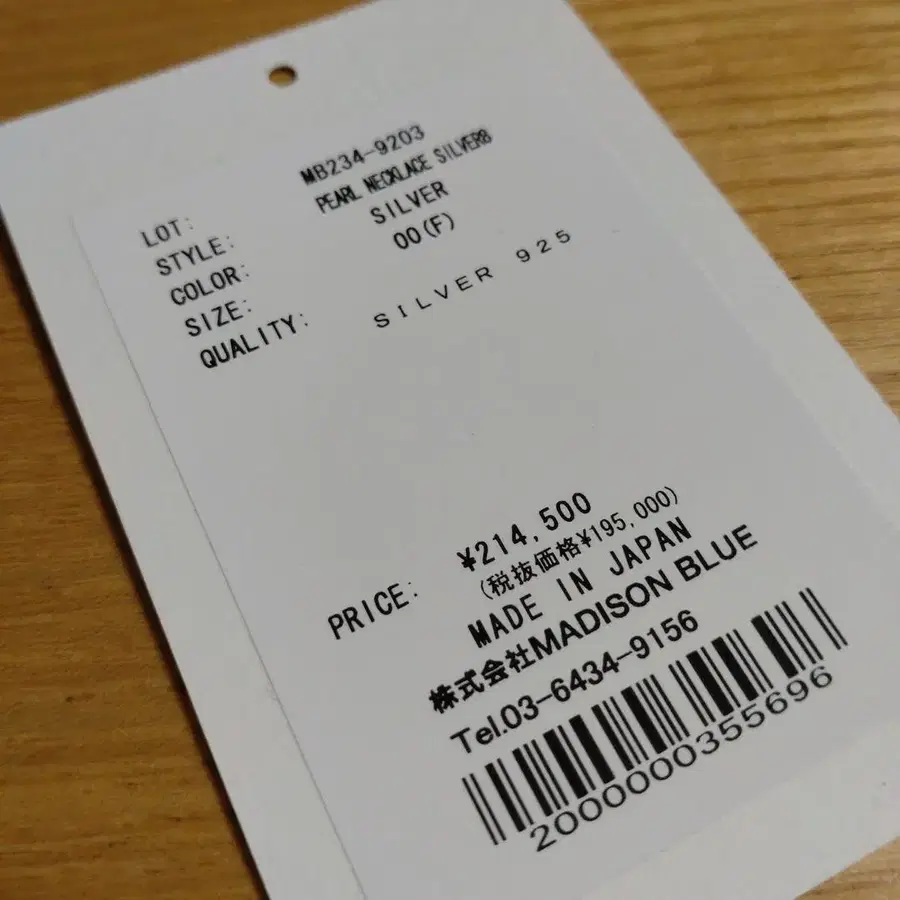 LOT: MB234-9203
STYLE: PEARL NECKLACE SILVER8
COLOR: SILVER
SIZE: 00(F)
QUALITY: SILVER 925
PRICE: ¥214,500
(税抜価格¥195,000)
MADE IN JAPAN
株式会社MADISON BLUE
Tel.03-6434-9156
2000000355696